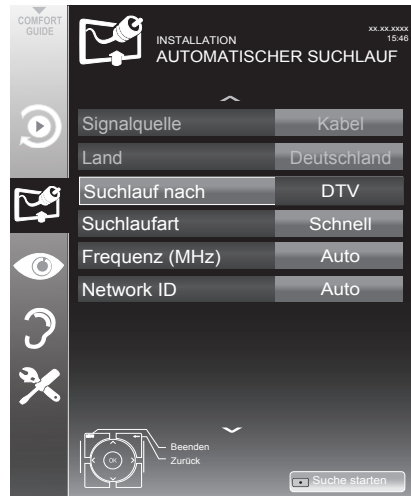 COMFORT
GUIDE
INSTALLATION
AUTOMATISCHER SUCHLAUF
xx.xx.xxxx
15:46
Signalquelle Kabel
Land Deutschland
Suchlauf nach DTV
Suchlaufart Schnell
Frequenz (MHz) Auto
Network ID Auto
OK
Beenden
Zurück
Suche starten